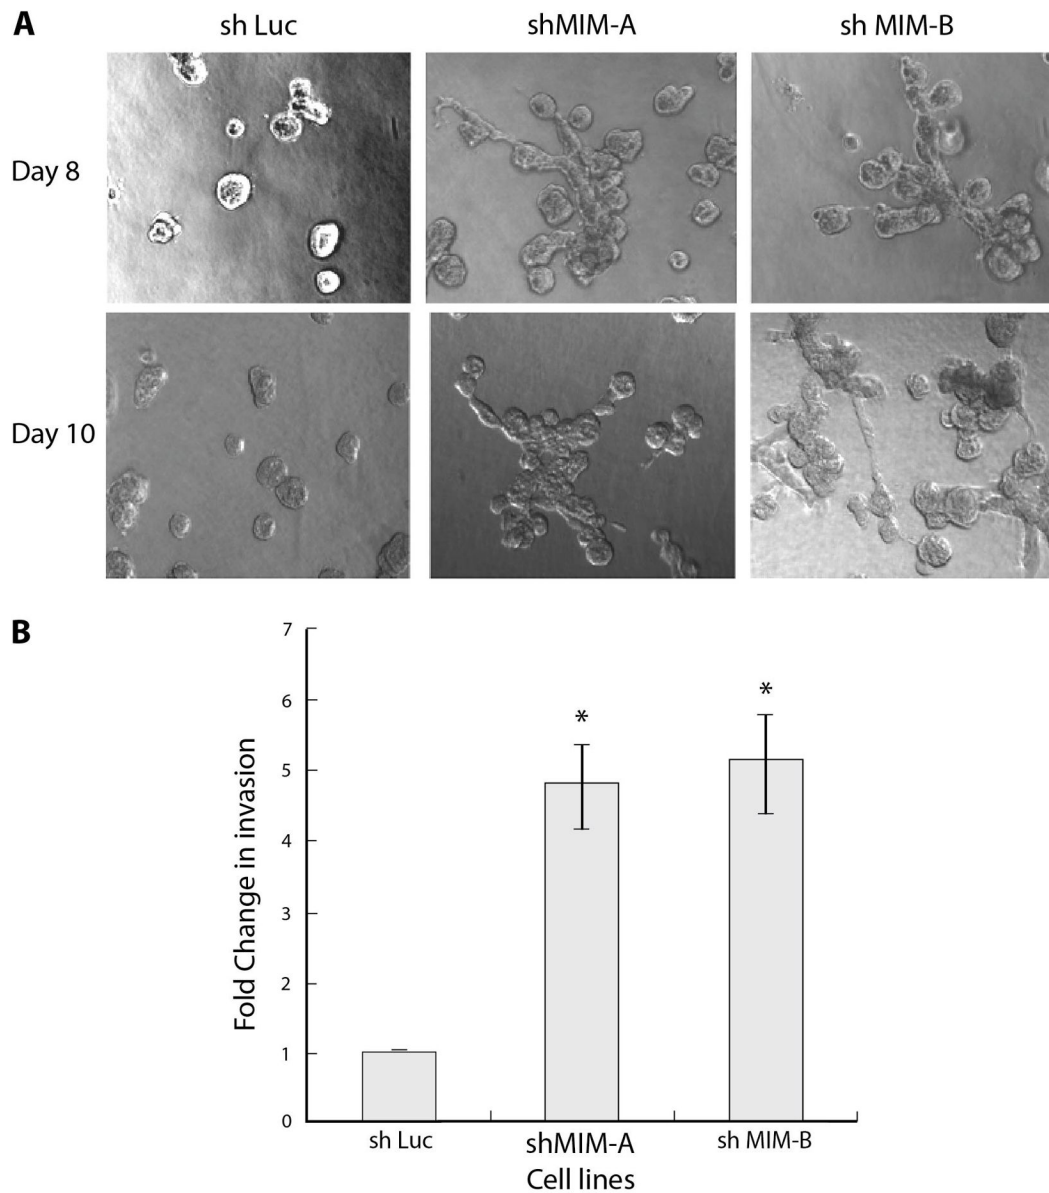 A
sh Luc
shMIM-A
sh MIM-B
Day 8
Day 10
B
7
6
5
4
3
2
1
0
Fold Change in invasion
*
*
sh Luc
shMIM-A
sh MIM-B
Cell lines